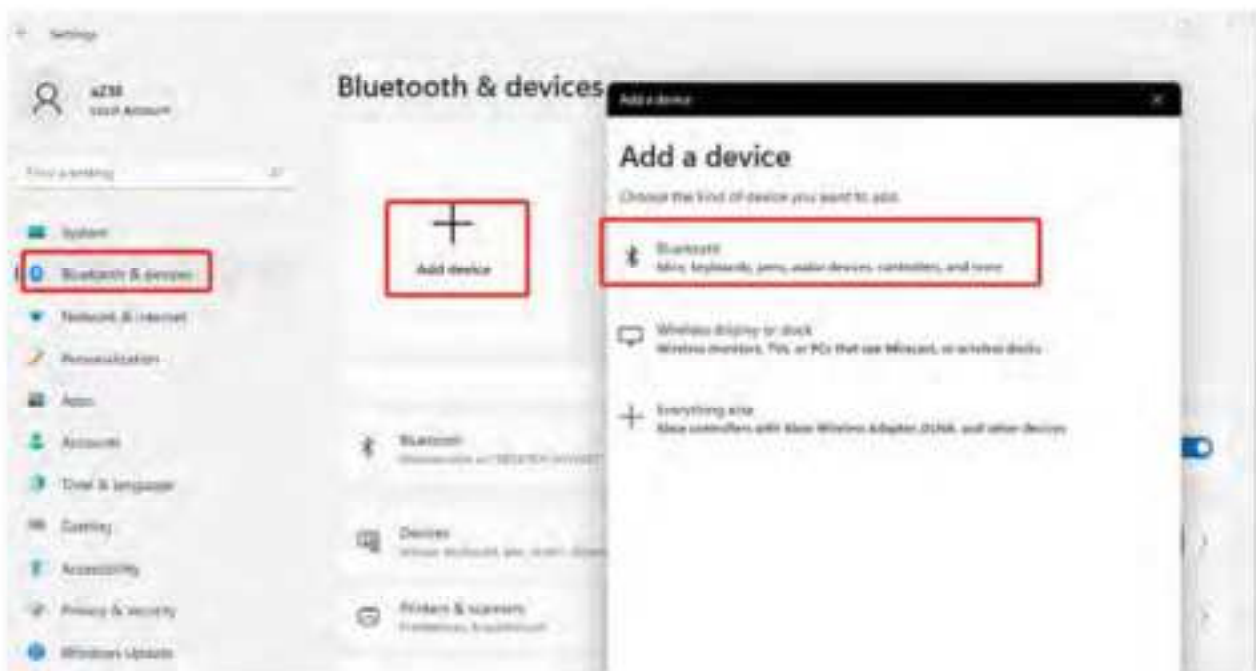 Settings
a238
Local Account
Find a setting
System
Bluetooth & devices
Network & internet
Personalization
Apps
Accounts
Time & language
Gaming
Accessibility
Privacy & security
Windows Update
Bluetooth & devices
Add device
Bluetooth
Devices
Printers & scanners
Add a device
Add a device
Choose the kind of device you want to add.
Bluetooth
Mice, keyboards, pens, audio devices, controllers, and more
Wireless display or dock
Wireless monitors, TVs, or PCs that use Miracast, or wireless docks
Everything else
Xbox controllers with Xbox Wireless Adapter, DLNA, and other devices